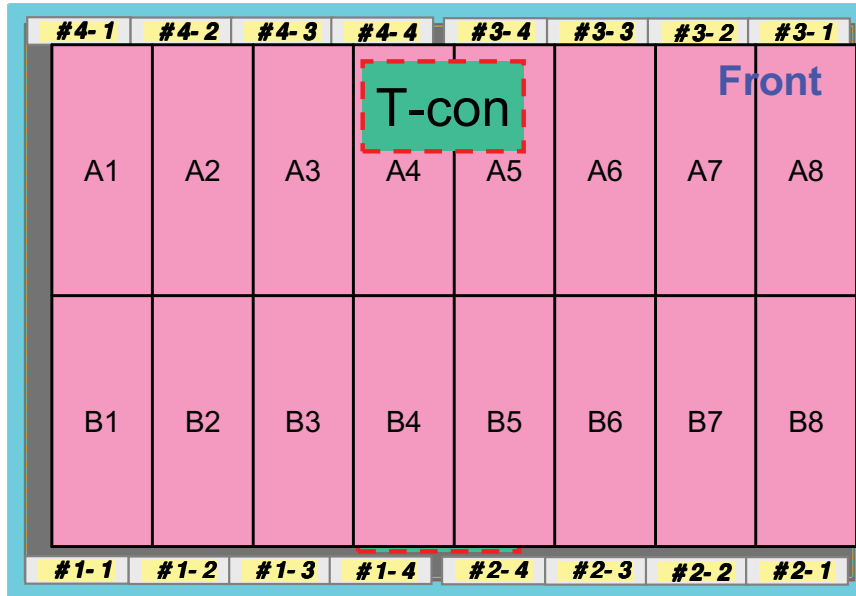 #4- 1 #4- 2 #4- 3 #4- 4 #3- 4 #3- 3 #3- 2 #3- 1
Front
T-con
A1 A2 A3 A4 A5 A6 A7 A8
B1 B2 B3 B4 B5 B6 B7 B8
#1- 1 #1- 2 #1- 3 #1- 4 #2- 4 #2- 3 #2- 2 #2- 1